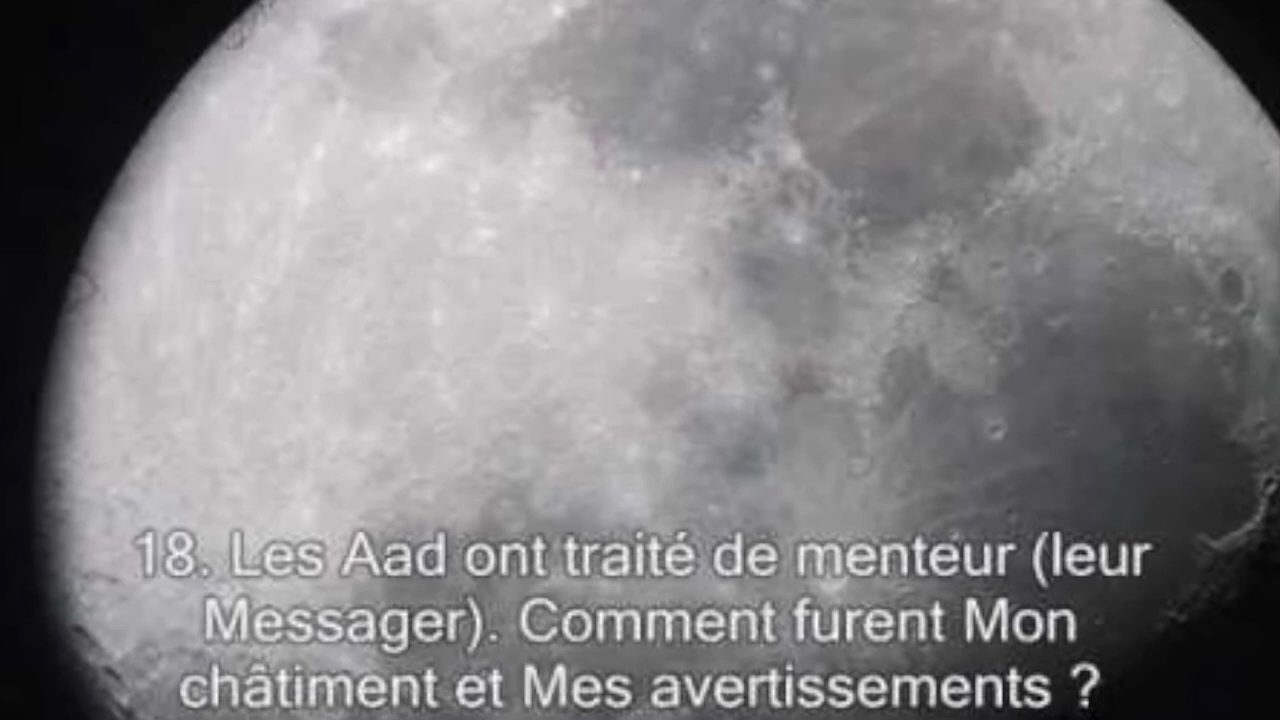 18. Les Aad ont traité de menteur (leur
Messager). Comment furent Mon
châtiment et Mes avertissements ?